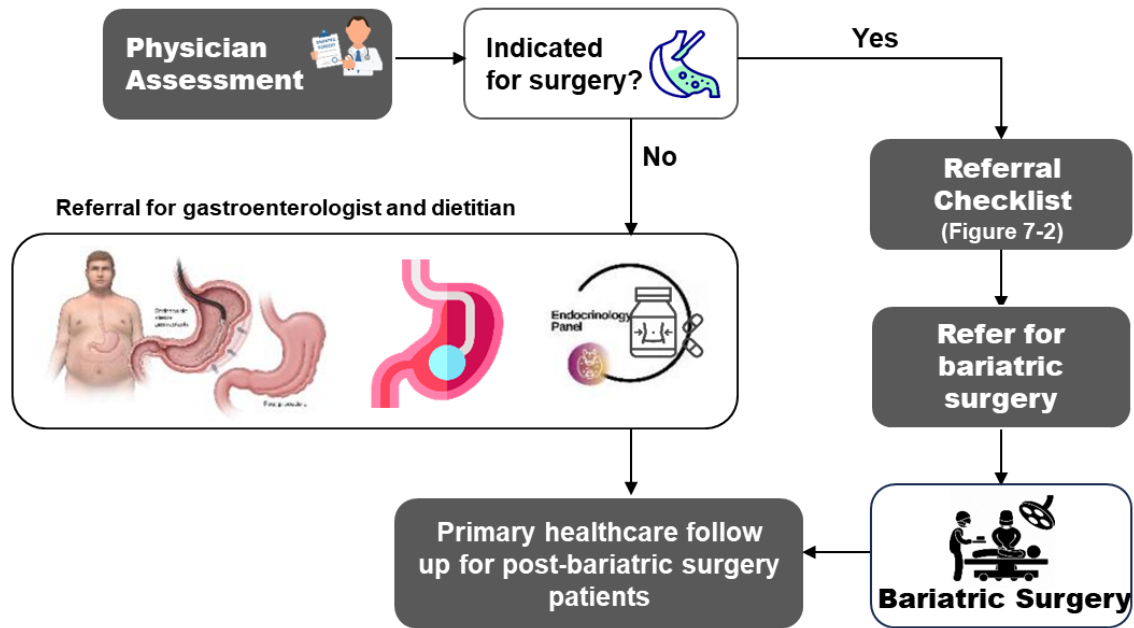 Physician
Assessment
Indicated
for surgery?
Yes
No
Referral
Checklist
(Figure 7-2)
Referral for gastroenterologist and dietitian
Endocrinology
Panel
Refer for
bariatric
surgery
Primary healthcare follow
up for post-bariatric surgery
patients
Bariatric Surgery